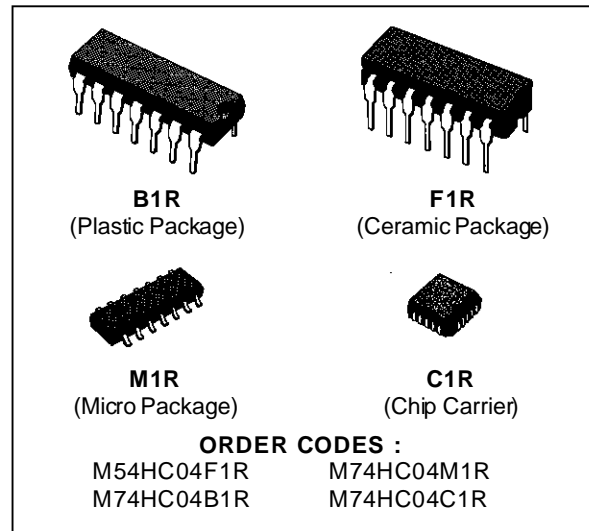 B1R
(Plastic Package)
F1R
(Ceramic Package)
M1R
(Micro Package)
C1R
(Chip Carrier)
ORDER CODES :
M54HC04F1R M74HC04M1R
M74HC04B1R M74HC04C1R